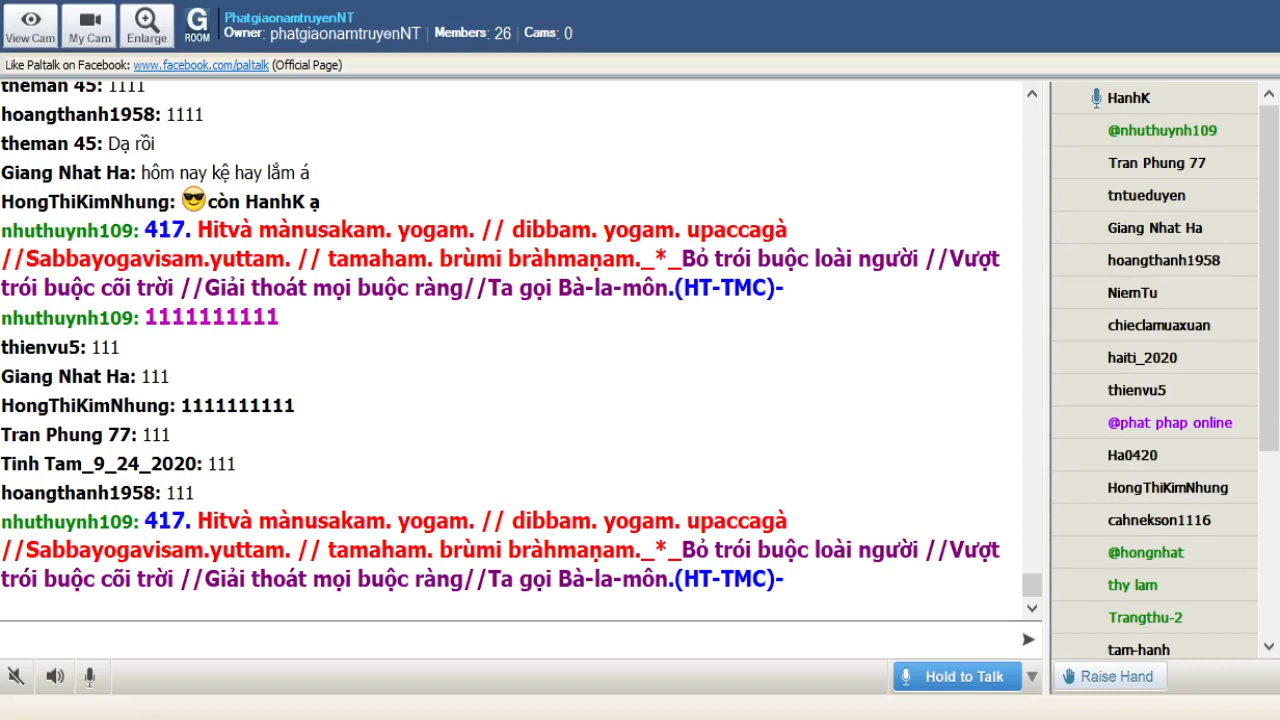 View Cam
My Cam
Enlarge
G
ROOM
PhatgiaonamtruyenNT
Owner: phatgiaonamtruyenNT | Members: 26 | Cams: 0
Like Paltalk on Facebook: www.facebook.com/paltalk (Official Page)
theman 45: 1111
hoangthanh1958: 1111
theman 45: Dạ rồi
Giang Nhat Ha: hôm nay kệ hay lắm á
HongThiKimNhung: 😎còn HanhK ạ
nhuthuynh109: 417. Hitvà mànusakam. yogam. // dibbam. yogam. upaccagà
//Sabbayogavisam.yuttam. // tamaham. brùmi bràhmaṇam._*_Bỏ trói buộc loài người //Vượt
trói buộc cõi trời //Giải thoát mọi buộc ràng//Ta gọi Bà-la-môn.(HT-TMC)-
nhuthuynh109: 1111111111
thienvu5: 111
Giang Nhat Ha: 111
HongThiKimNhung: 1111111111
Tran Phung 77: 111
Tinh Tam_9_24_2020: 111
hoangthanh1958: 111
nhuthuynh109: 417. Hitvà mànusakam. yogam. // dibbam. yogam. upaccagà
//Sabbayogavisam.yuttam. // tamaham. brùmi bràhmaṇam._*_Bỏ trói buộc loài người //Vượt
trói buộc cõi trời //Giải thoát mọi buộc ràng//Ta gọi Bà-la-môn.(HT-TMC)-
Hold to Talk
HanhK
@nhuthuynh109
Tran Phung 77
tntueduyen
Giang Nhat Ha
hoangthanh1958
NiemTu
chieclamuaxuan
haiti_2020
thienvu5
@phat phap online
Ha0420
HongThiKimNhung
cahnekson1116
@hongnhat
thy lam
Trangthu-2
tam-hanh
Raise Hand